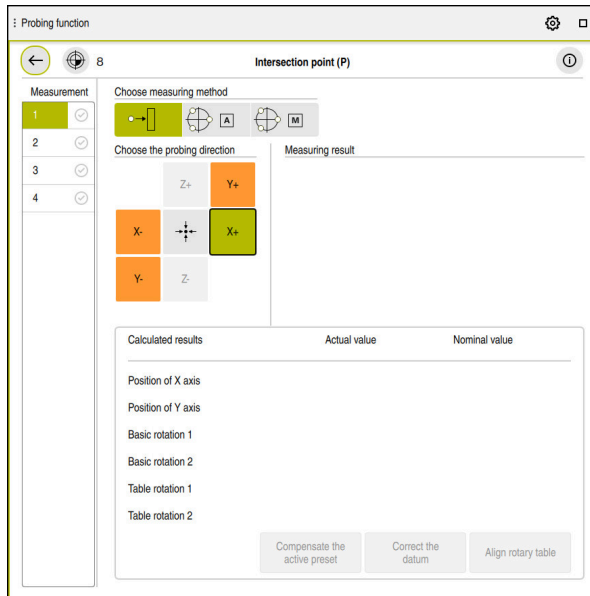 Probing function
8
Intersection point (P)
Measurement
1
2
3
4
Choose measuring method
A
M
Choose the probing direction
Z+ Y+
X- X+
Y- Z-
Measuring result
Calculated results Actual value Nominal value
Position of X axis
Position of Y axis
Basic rotation 1
Basic rotation 2
Table rotation 1
Table rotation 2
Compensate the
active preset
Correct the
datum
Align rotary table